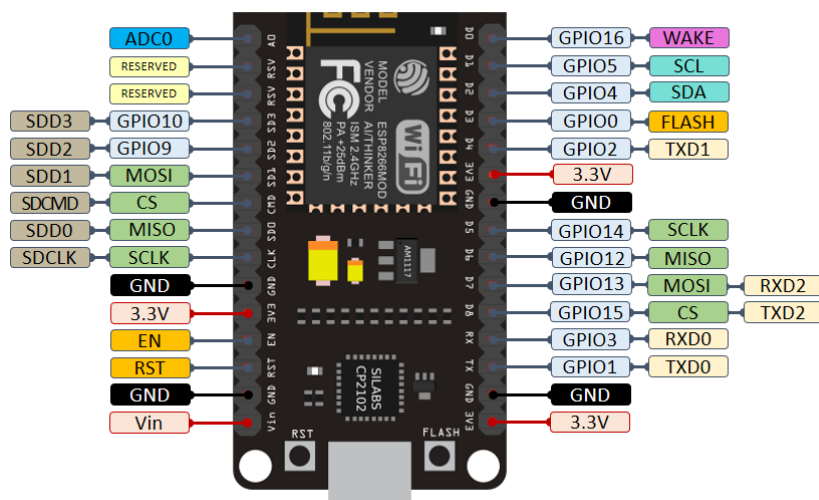 ADC0 A0 D0 GPIO16 WAKE
RESERVED RSV D1 GPIO5 SCL
RESERVED RSV D2 GPIO4 SDA
SDD3 GPIO10 SD3 D3 GPIO0 FLASH
SDD2 GPIO9 SD2 D4 GPIO2 TXD1
SDD1 MOSI SD1 3V3 3.3V
SDCMD CS CMD GND GND
SDD0 MISO SD0 D5 GPIO14 SCLK
SDCLK SCLK CLK D6 GPIO12 MISO
GND GND D7 GPIO13 MOSI RXD2
3.3V 3V3 D8 GPIO15 CS TXD2
EN EN RX GPIO3 RXD0
RST RST TX GPIO1 TXD0
GND GND GND GND
Vin Vin 3V3 3.3V
MODEL ESP8266MOD
VENDOR AI/THINKER
ISM 2.4GHz
PA +25dBm
802.11b/g/n
FC
Wi Fi
AM1117
SILABS
CP2102
RST
FLASH